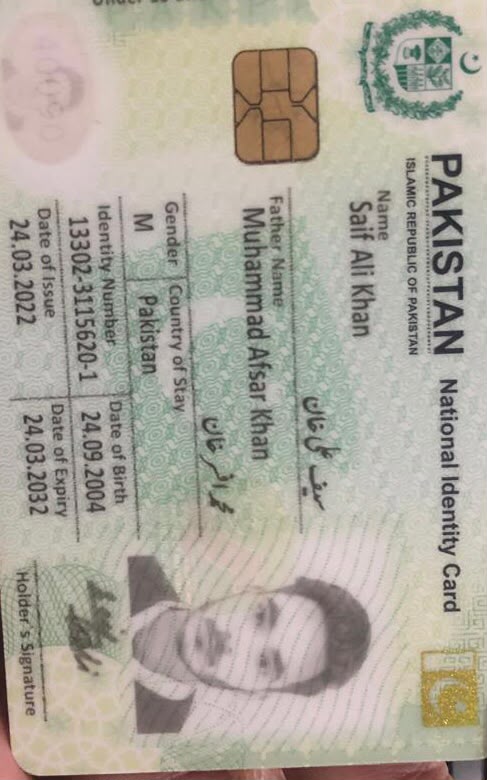 PAKISTAN National Identity Card
ISLAMIC REPUBLIC OF PAKISTAN
Name
Saif Ali Khan
سیف علی خان
Father Name
Muhammad Afsar Khan
محمد افسر خان
Gender Country of Stay
M Pakistan
Identity Number Date of Birth
13302-3115620-1 24.09.2004
Date of Issue Date of Expiry
24.03.2022 24.03.2032
Holder's Signature